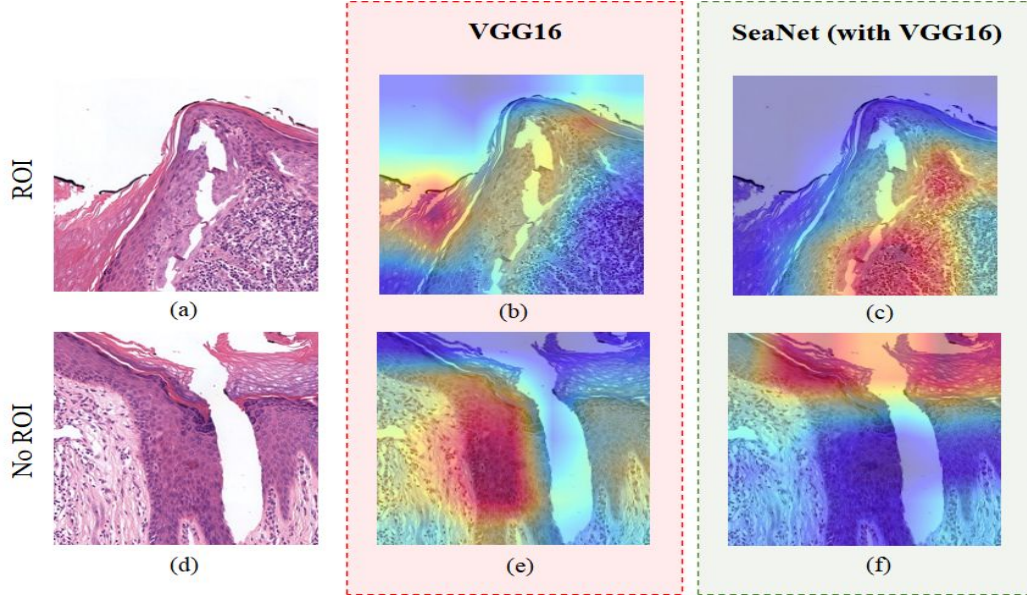 VGG16
SeaNet (with VGG16)
ROI
(a)
(b)
(c)
No ROI
(d)
(e)
(f)